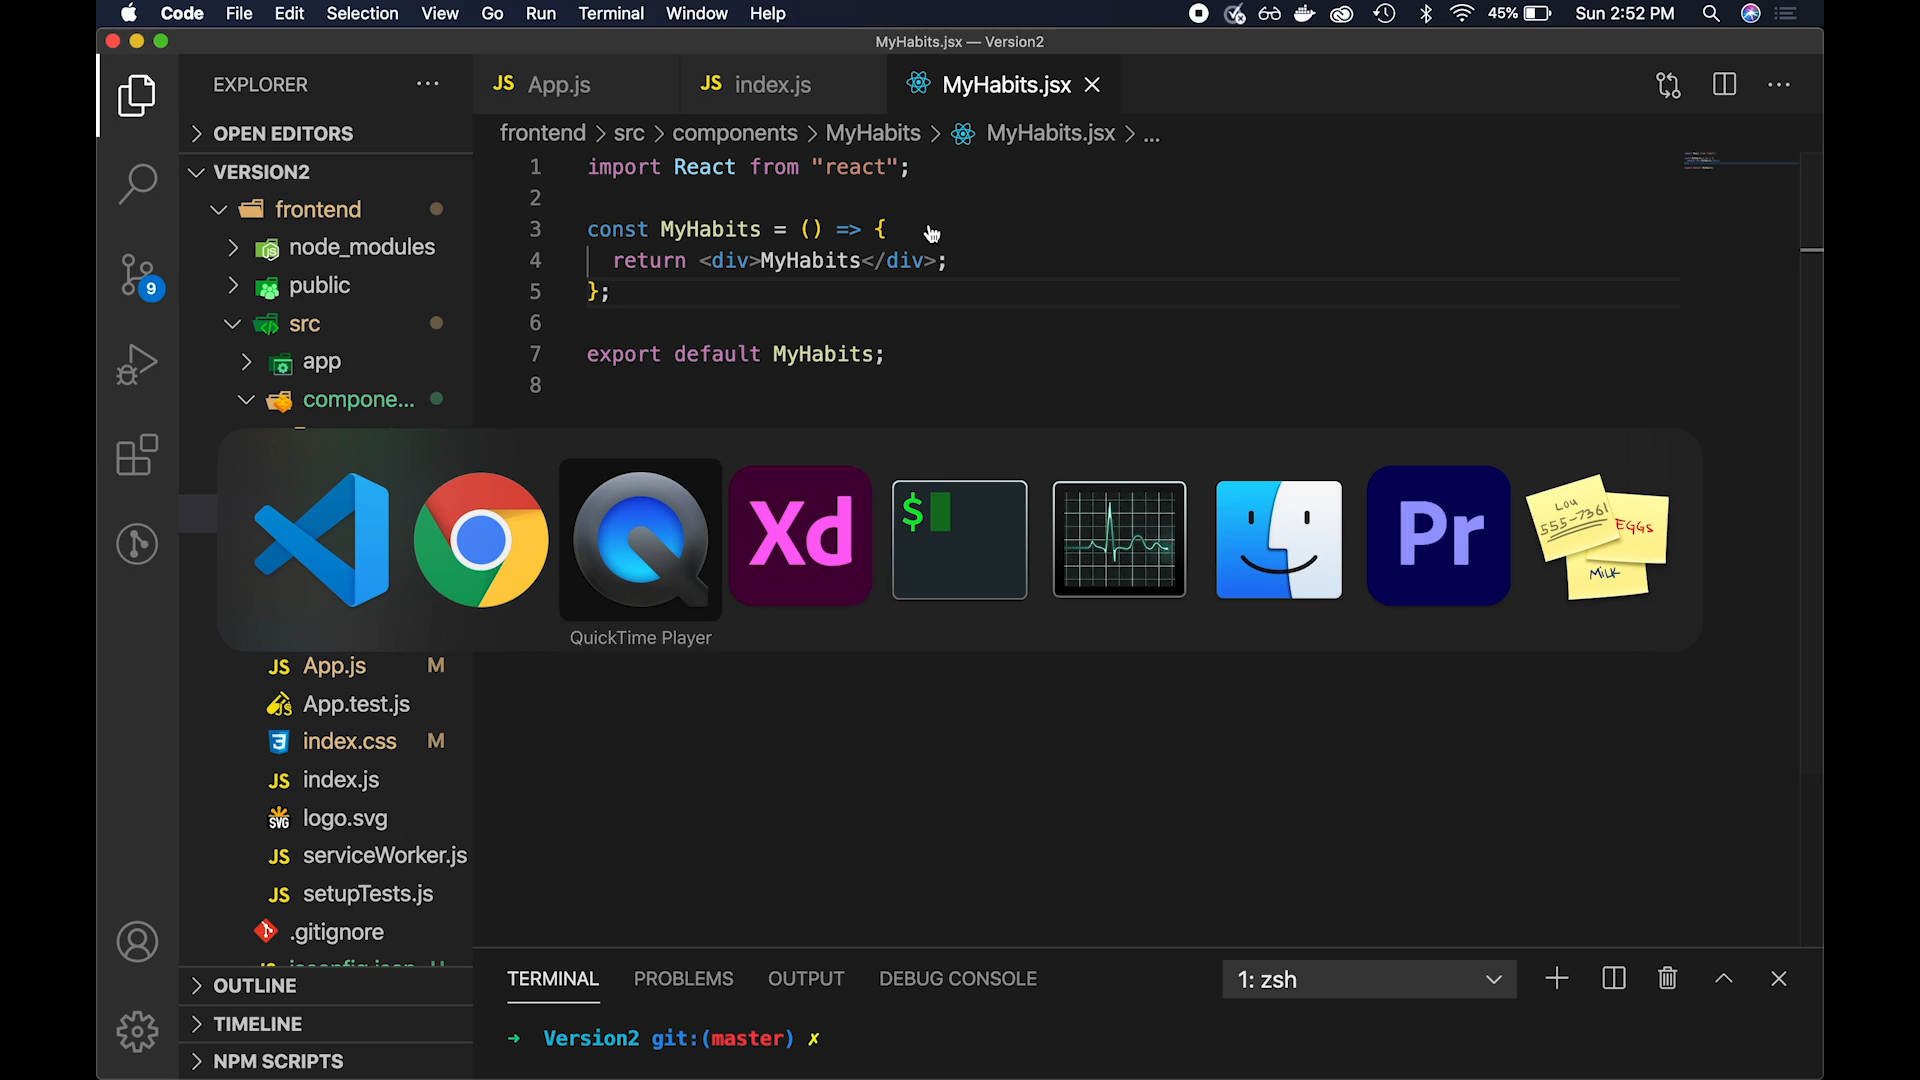 Code File Edit Selection View Go Run Terminal Window Help 45% Sun 2:52 PM
MyHabits.jsx — Version2
EXPLORER
JS App.js JS index.js MyHabits.jsx
OPEN EDITORS
frontend > src > components > MyHabits > MyHabits.jsx > ...
VERSION2
frontend
node_modules
public
src
app
compone...
9
1 import React from "react";
2
3 const MyHabits = () => {
4 return <div>MyHabits</div>;
5 };
6
7 export default MyHabits;
8
Xd
$
Pr
Lou
555-7361
EGGs
MiLK
QuickTime Player
JS App.js M
App.test.js
index.css M
JS index.js
SVG logo.svg
JS serviceWorker.js
JS setupTests.js
.gitignore
OUTLINE
TIMELINE
NPM SCRIPTS
TERMINAL PROBLEMS OUTPUT DEBUG CONSOLE 1: zsh
→ Version2 git:(master) ✗